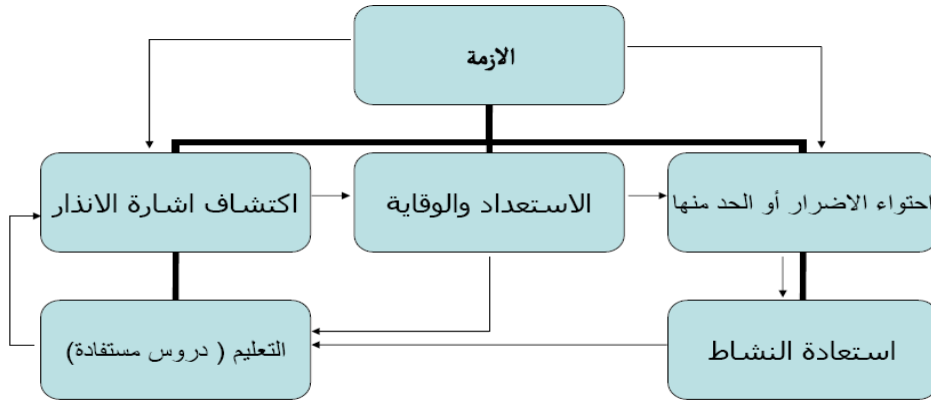 الازمة
اكتشاف اشارة الانذار
الاستعداد والوقاية
احتواء الاضرار أو الحد منها
التعليم ( دروس مستفادة)
استعادة النشاط